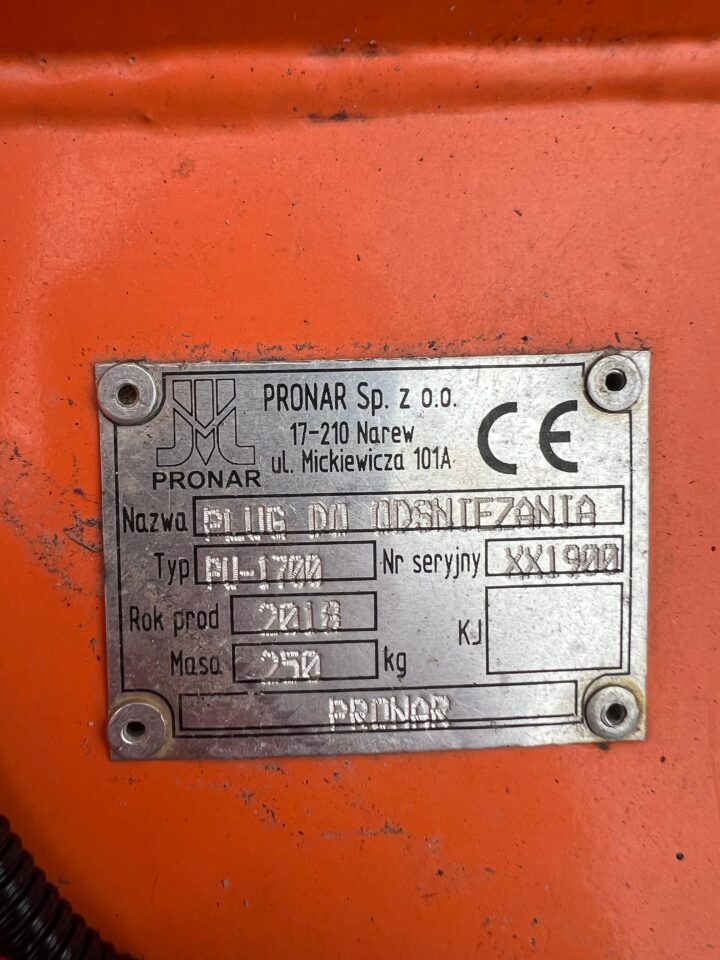 PRONAR Sp. z o.o.
17-210 Narew
ul. Mickiewicza 101A
PRONAR
CE
Nazwa PLUG DO ODSNIEZANIA
Typ PU-1700 Nr seryjny XX1900
Rok prod 2018
KJ
Masa 250 kg
PRONAR